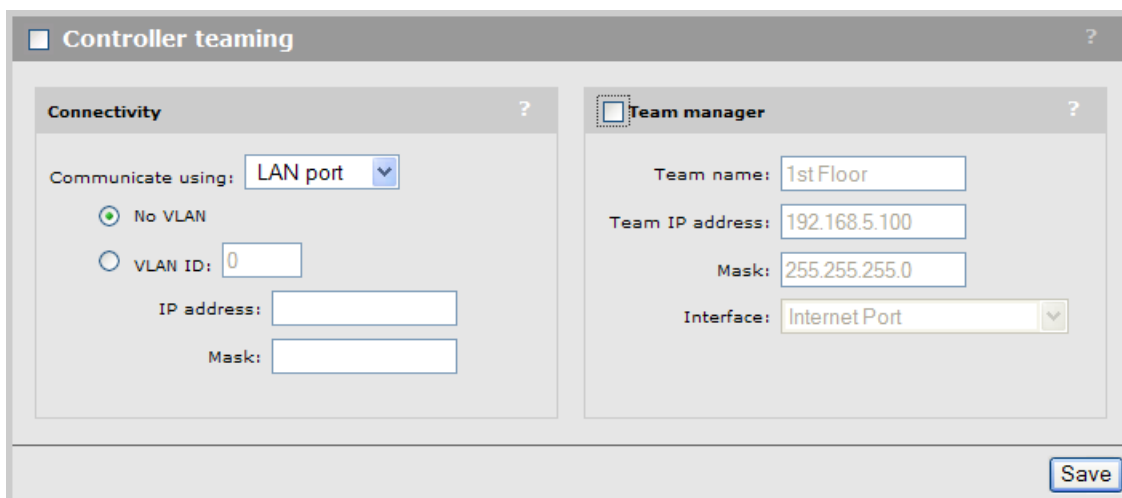 Controller teaming ?
Connectivity ?
Communicate using: LAN port
No VLAN
VLAN ID: 0
IP address:
Mask:
Team manager ?
Team name: 1st Floor
Team IP address: 192.168.5.100
Mask: 255.255.255.0
Interface: Internet Port
Save